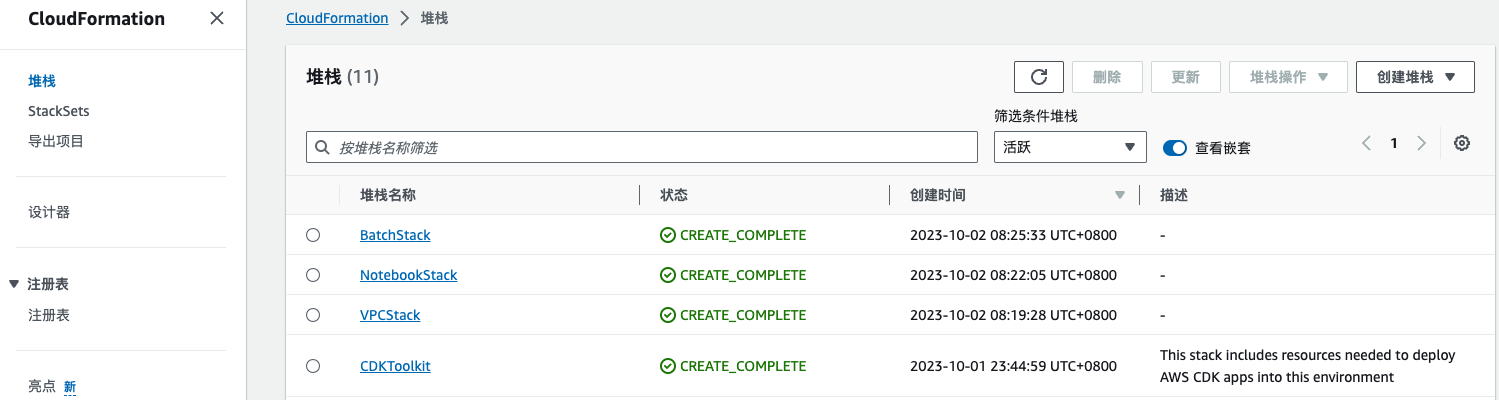 CloudFormation
CloudFormation > 堆栈
堆栈 (11)
删除
更新
堆栈操作
创建堆栈
堆栈
StackSets
导出项目
筛选条件堆栈
按堆栈名称筛选
活跃
查看嵌套
1
堆栈名称 状态 创建时间 描述
设计器
BatchStack CREATE_COMPLETE 2023-10-02 08:25:33 UTC+0800 -
NotebookStack CREATE_COMPLETE 2023-10-02 08:22:05 UTC+0800 -
注册表
注册表
VPCStack CREATE_COMPLETE 2023-10-02 08:19:28 UTC+0800 -
CDKToolkit CREATE_COMPLETE 2023-10-01 23:44:59 UTC+0800 This stack includes resources needed to deploy
AWS CDK apps into this environment
亮点 新